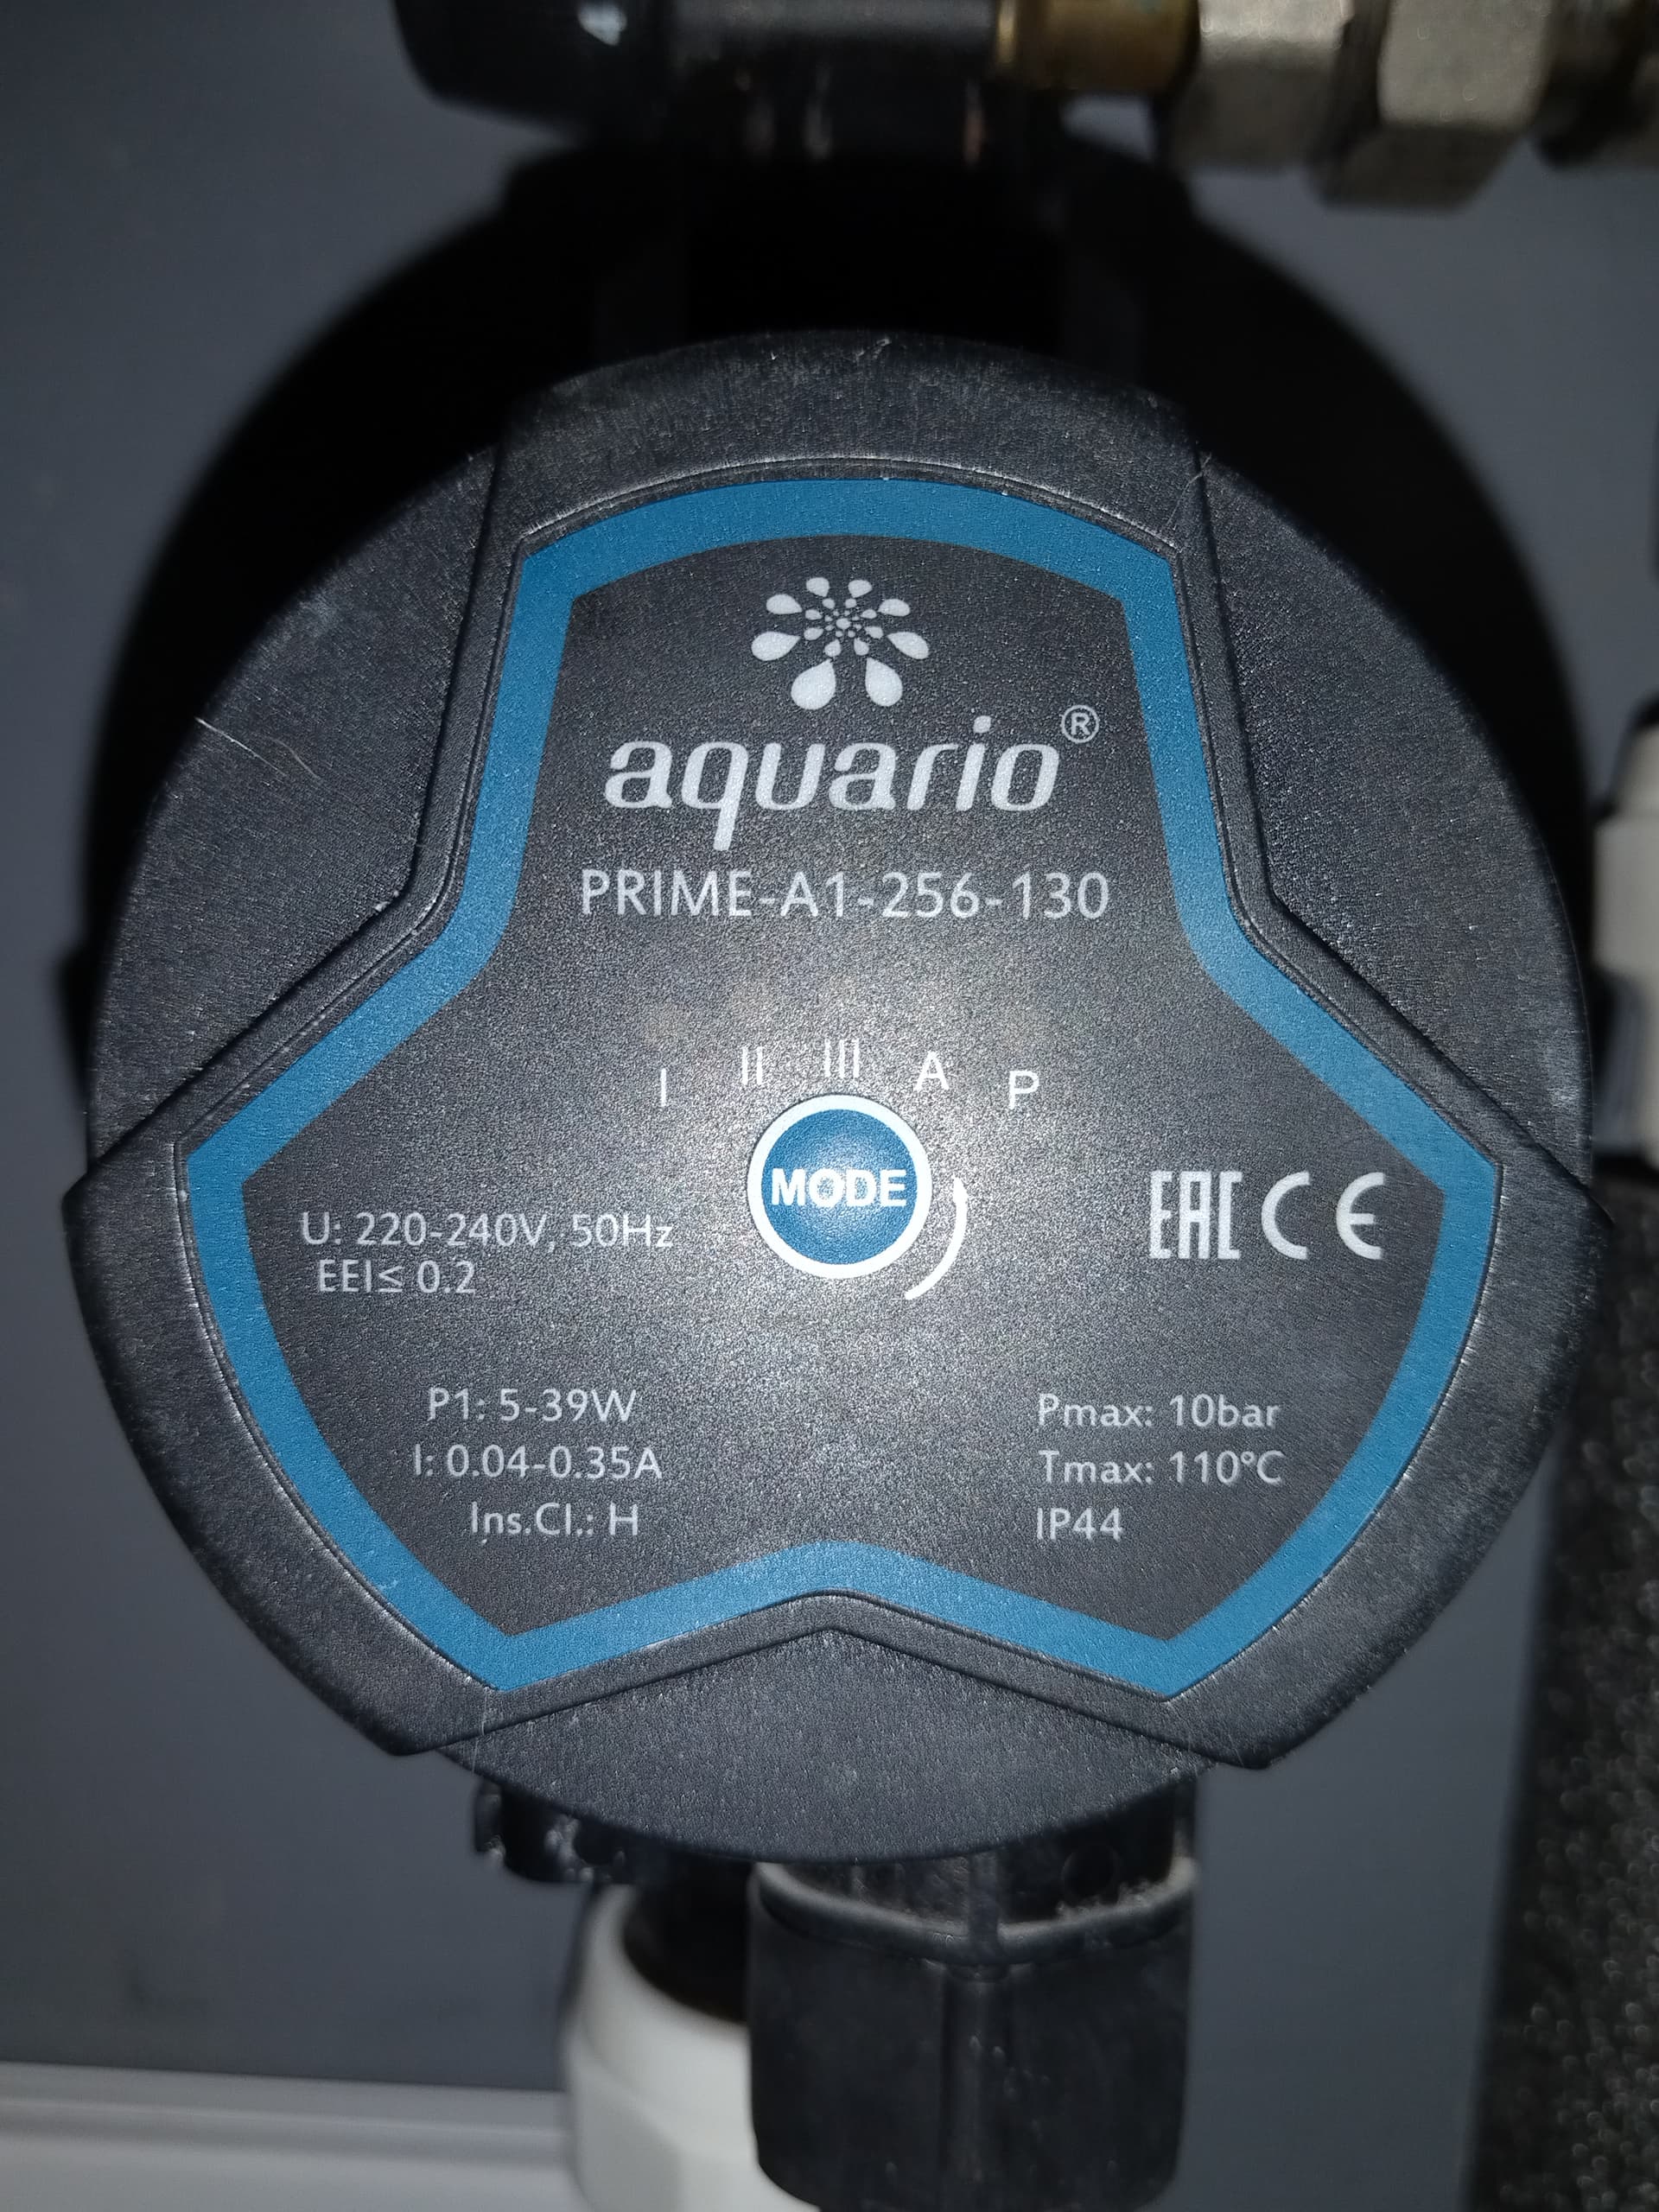 aquario®
PRIME-A1-256-130
I II III A P
MODE
U: 220-240V, 50Hz
EEI≤ 0.2
EAC CE
P1: 5-39W
I: 0.04-0.35A
Ins.Cl.: H
Pmax: 10bar
Tmax: 110°C
IP44